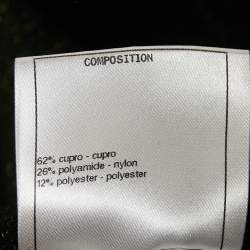 COMPOSITION
62% cupro - cupro
26% polyamide - nylon
12% polyester - polyester